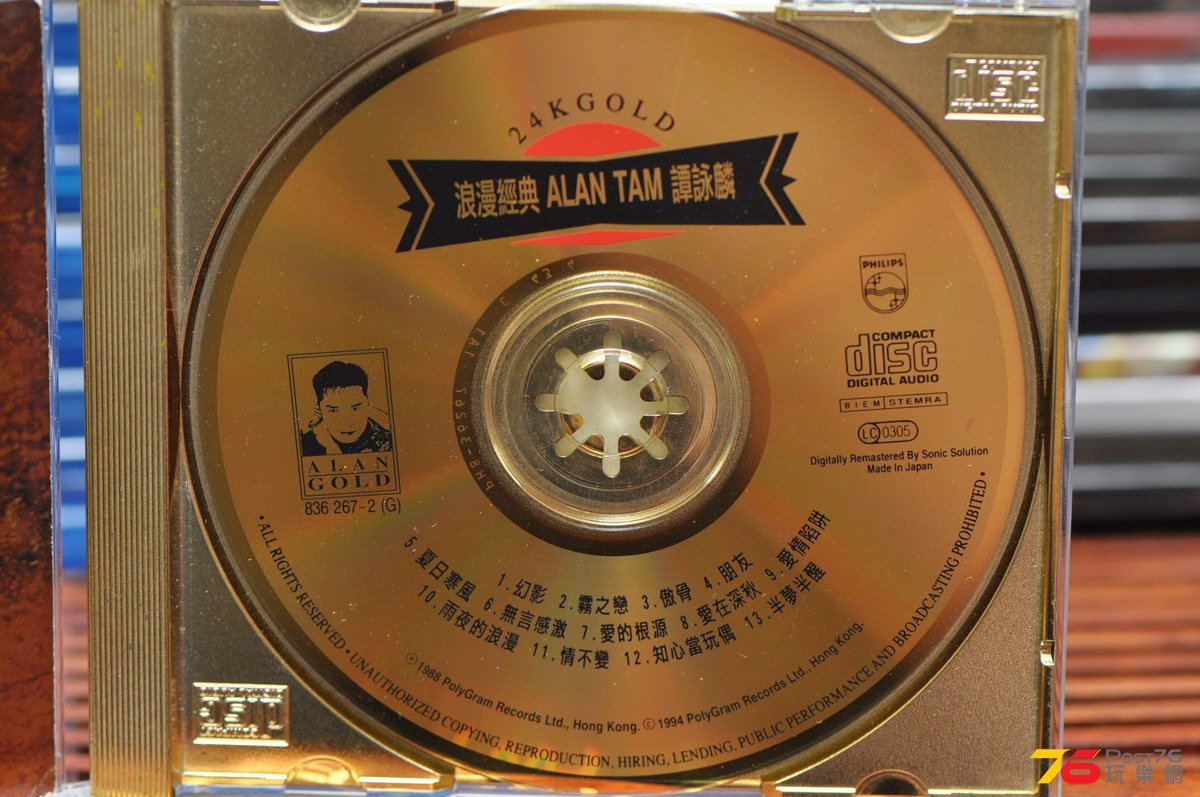 24K GOLD
浪漫經典 ALAN TAM 譚詠麟
PHILIPS
COMPACT
disc
DIGITAL AUDIO
BIEM STEMRA
LC 0305
Digitally Remastered By Sonic Solution
Made In Japan
ALAN
GOLD
836 267-2 (G)
1.幻影 2.霧之戀 3.傲骨 4.朋友
5.夏日寒風 6.無言感激 7.愛的根源 8.愛在深秋 9.愛情陷阱
10.雨夜的浪漫 11.情不變 12.知心當玩偶 13.半夢半醒
℗1988 PolyGram Records Ltd., Hong Kong. ©1994 PolyGram Records Ltd., Hong Kong.
• ALL RIGHTS RESERVED • UNAUTHORIZED COPYING, REPRODUCTION, HIRING, LENDING, PUBLIC PERFORMANCE AND BROADCASTING PROHIBITED •
76 Post76
玩樂網